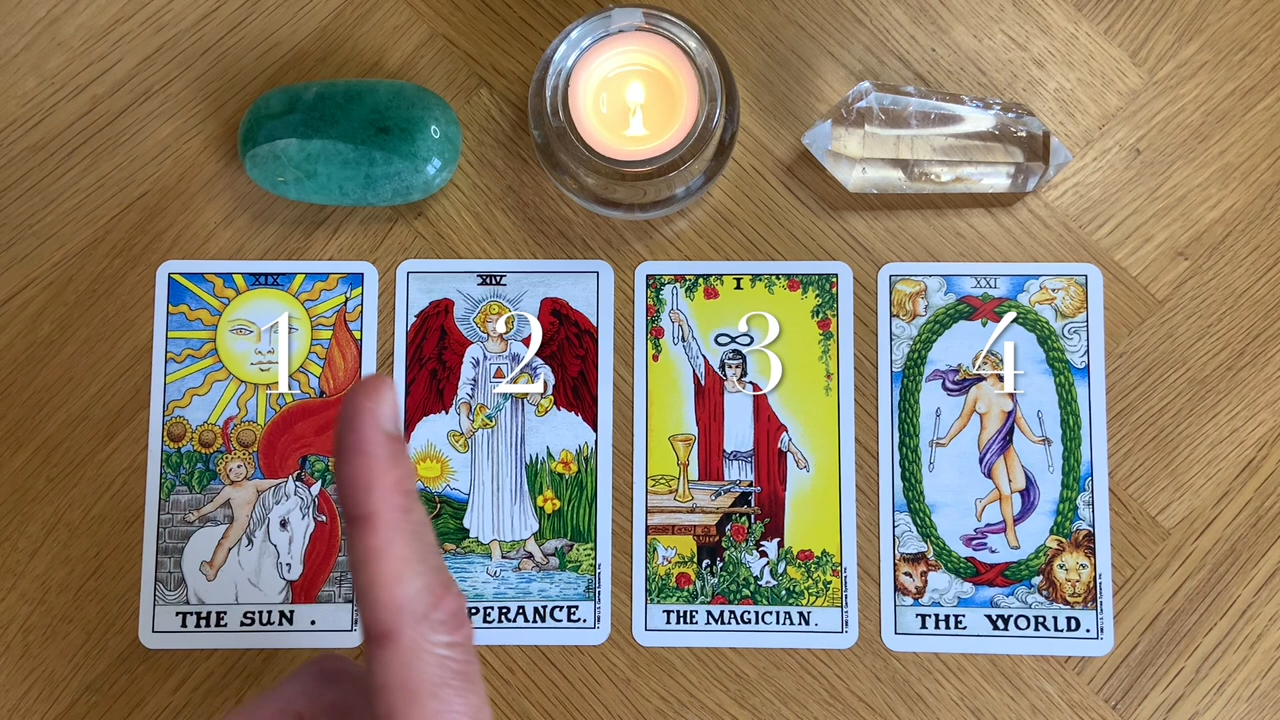 XIX
XIV
I
XXI
1
2
3
4
THE SUN .
PERANCE.
THE MAGICIAN.
THE WORLD.